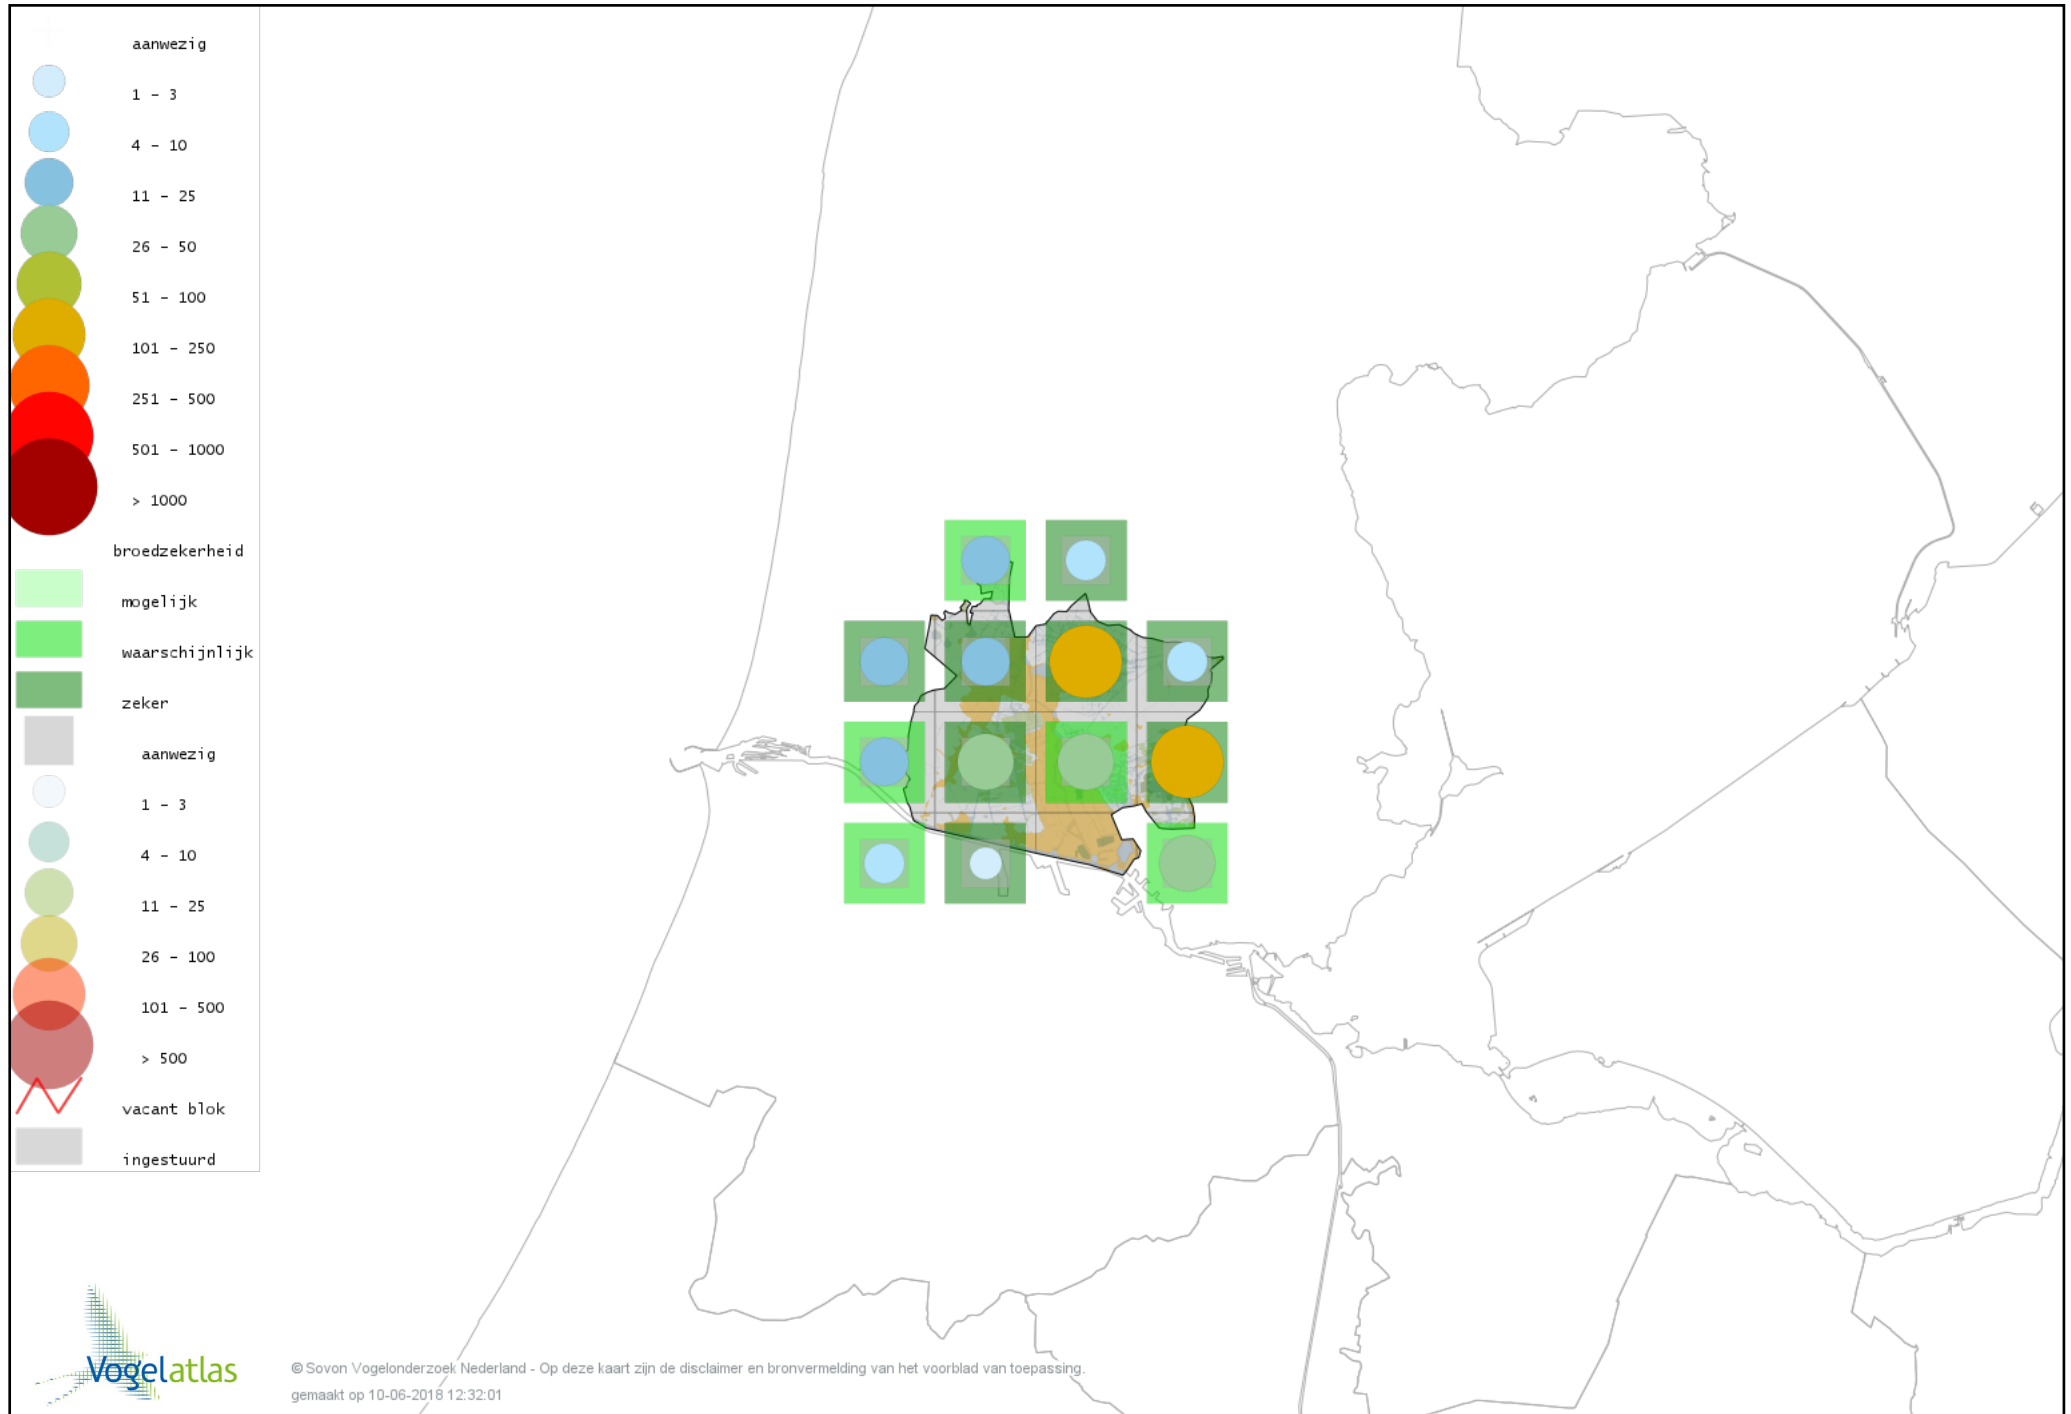 aanwezig
1 - 3
4 - 10
11 - 25
26 - 50
51 - 100
101 - 250
251 - 500
501 - 1000
> 1000
broedzekerheid
mogelijk
waarschijnlijk
zeker
aanwezig
1 - 3
4 - 10
11 - 25
26 - 100
101 - 500
> 500
vacant blok
ingestuurd
Vogelatlas
© Sovon Vogelonderzoek Nederland - Op deze kaart zijn de disclaimer en bronvermelding van het voorblad van toepassing.
gemaakt op 10-06-2018 12:32:01